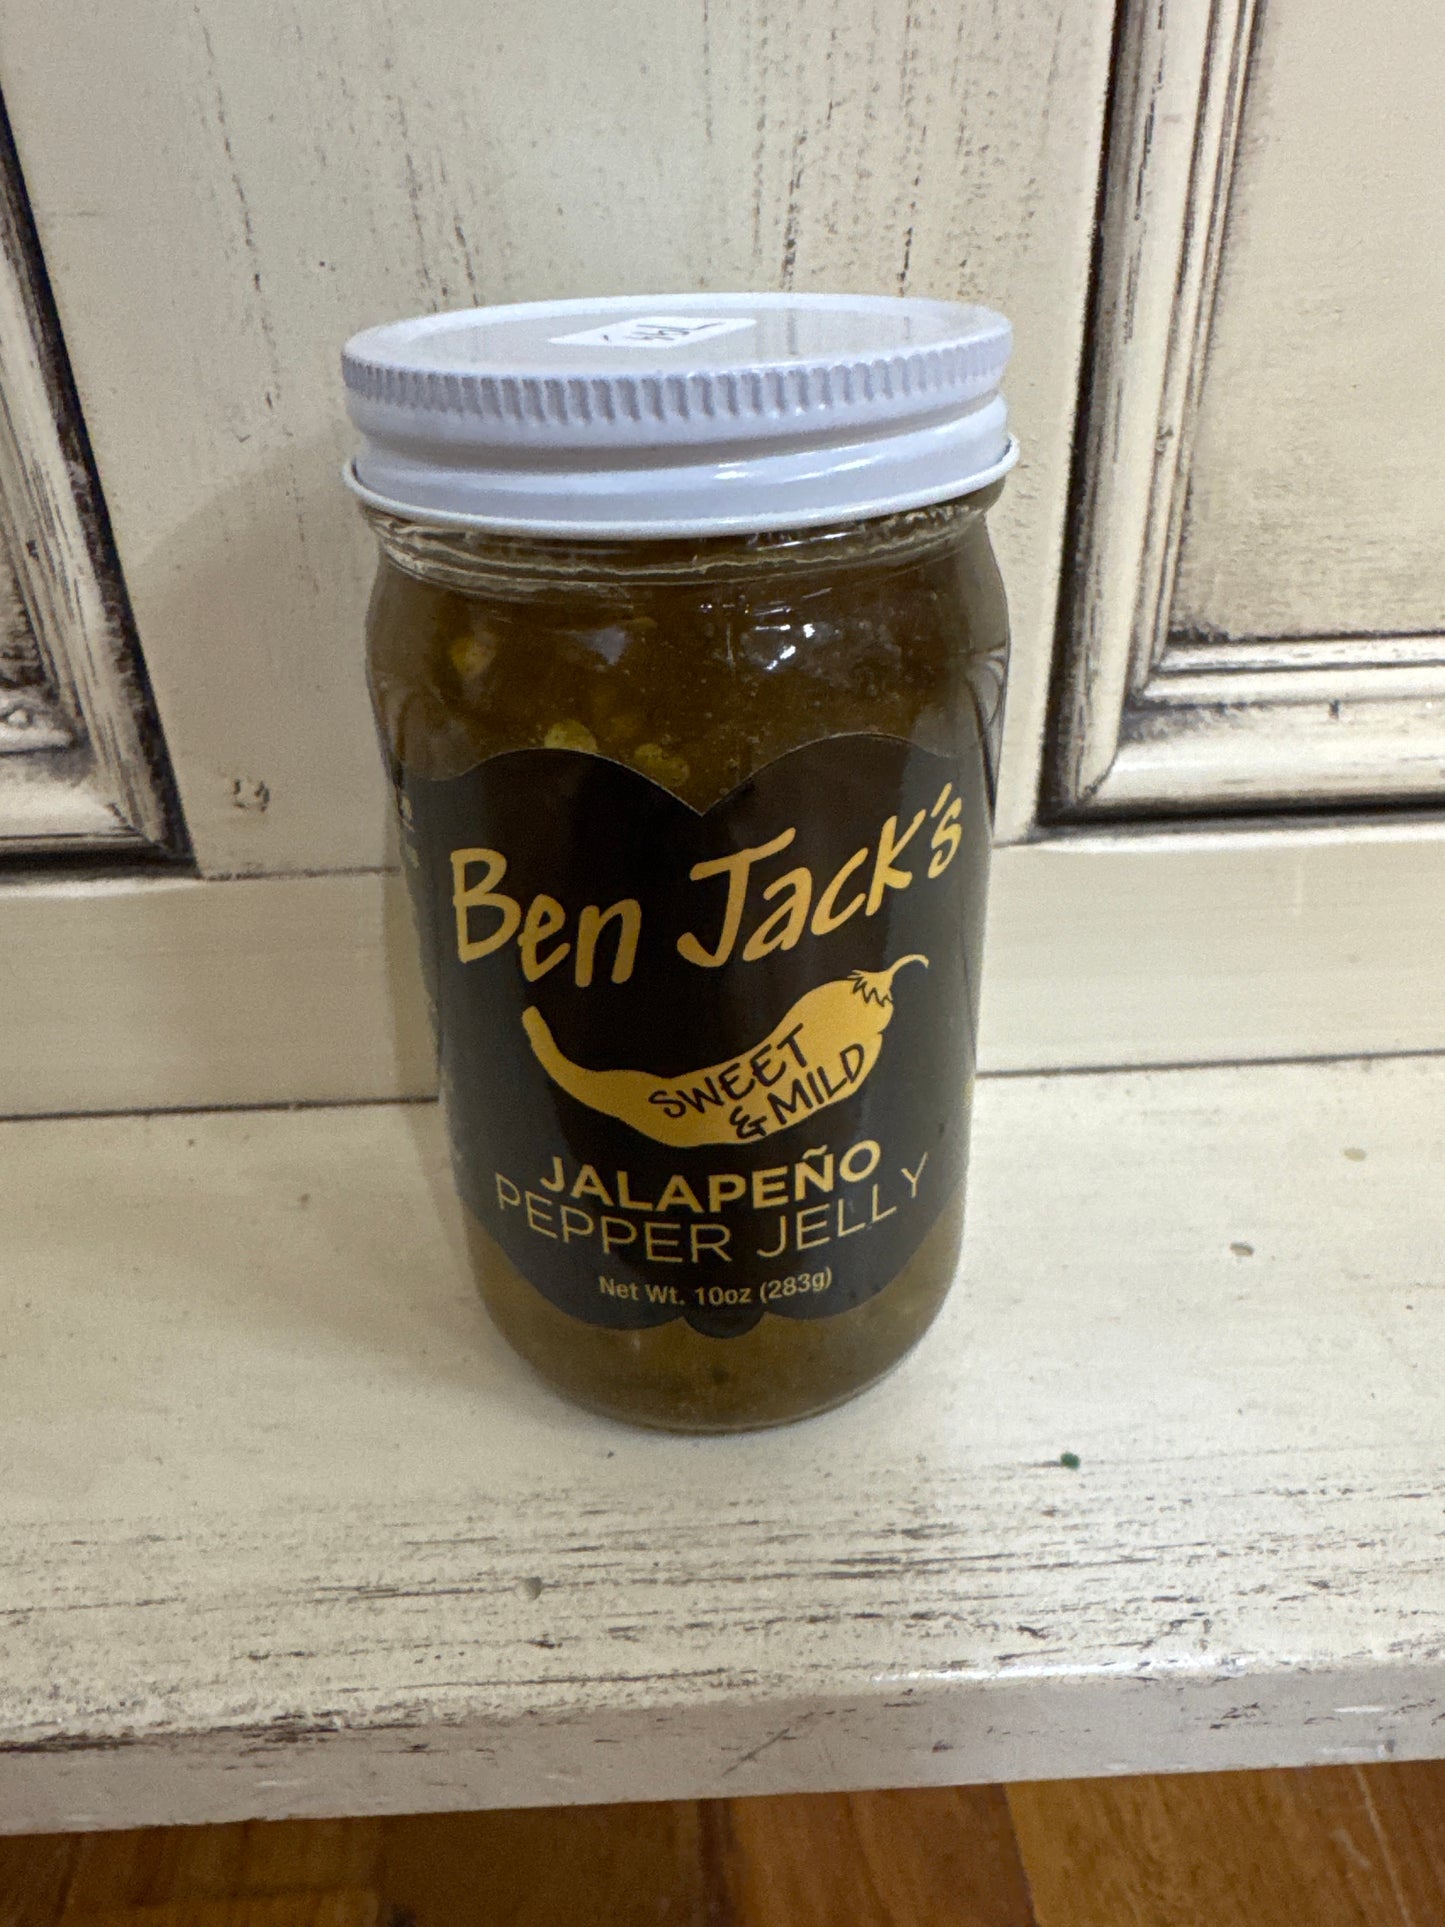 Ben Jack's
SWEET
& MILD
JALAPEÑO
PEPPER JELLY
Net Wt. 10oz (283g)